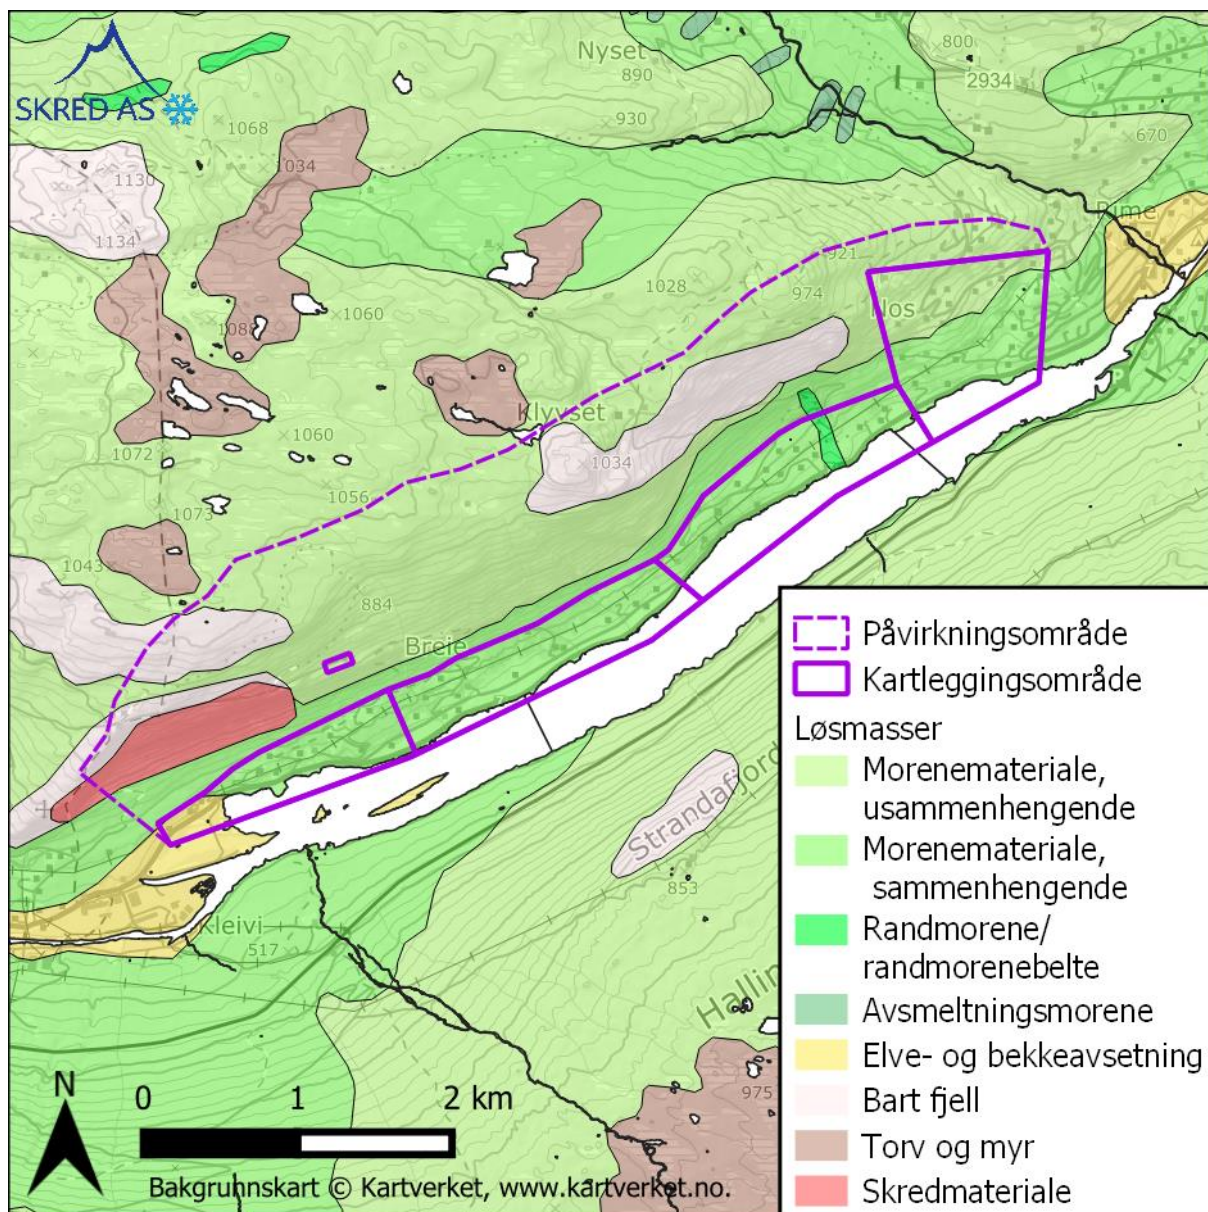 SKRED AS
Nyset
890
930
800
2934
670
1068
1034
1130
1134
Rime
921
974
1028
Nos
1060
1088
1060
1072
Klyvset
1034
1056
1073
1043
884
Breie
Påvirkningsområde
Kartleggingsområde
Løsmasser
Morenemateriale,
usammenhengende
Morenemateriale,
sammenhengende
Randmorene/
randmorenebelte
Avsmeltningsmorene
Elve- og bekkeavsetning
Bart fjell
Torv og myr
Skredmateriale
Strandafjord
853
Kleivi
517
Hallin
975
N
0 1 2 km
Bakgrunnskart © Kartverket, www.kartverket.no.